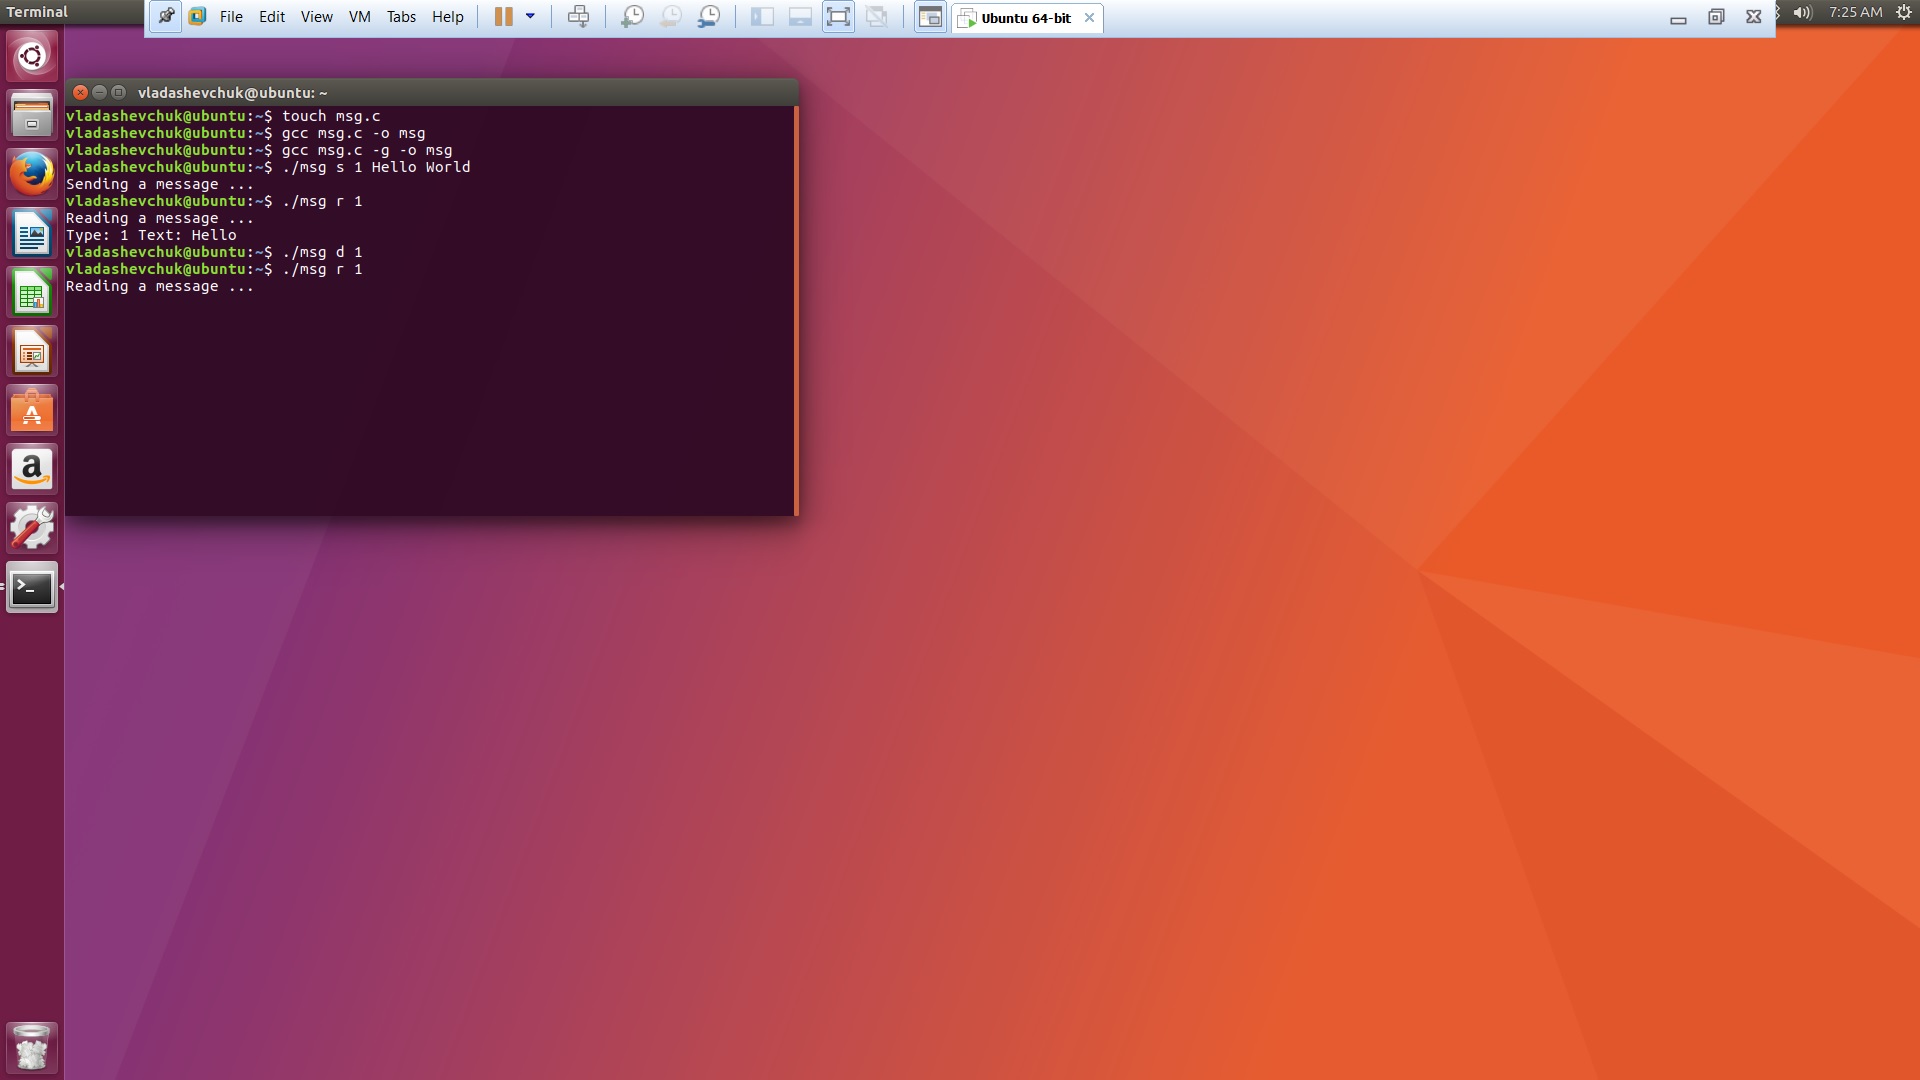 Terminal
File Edit View VM Tabs Help
Ubuntu 64-bit
7:25 AM
vladashevchuk@ubuntu: ~
vladashevchuk@ubuntu:~$ touch msg.c
vladashevchuk@ubuntu:~$ gcc msg.c -o msg
vladashevchuk@ubuntu:~$ gcc msg.c -g -o msg
vladashevchuk@ubuntu:~$ ./msg s 1 Hello World
Sending a message ...
vladashevchuk@ubuntu:~$ ./msg r 1
Reading a message ...
Type: 1 Text: Hello
vladashevchuk@ubuntu:~$ ./msg d 1
vladashevchuk@ubuntu:~$ ./msg r 1
Reading a message ...